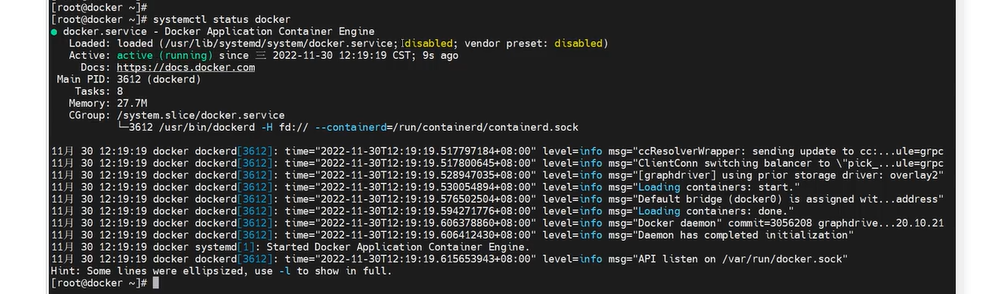 [root@docker ~]#
[root@docker ~]# systemctl status docker
● docker.service - Docker Application Container Engine
Loaded: loaded (/usr/lib/systemd/system/docker.service; disabled; vendor preset: disabled)
Active: active (running) since 三 2022-11-30 12:19:19 CST; 9s ago
Docs: https://docs.docker.com
Main PID: 3612 (dockerd)
Tasks: 8
Memory: 27.7M
CGroup: /system.slice/docker.service
└─3612 /usr/bin/dockerd -H fd:// --containerd=/run/containerd/containerd.sock
11月 30 12:19:19 docker dockerd[3612]: time="2022-11-30T12:19:19.517797184+08:00" level=info msg="ccResolverWrapper: sending update to cc:...ule=grpc
11月 30 12:19:19 docker dockerd[3612]: time="2022-11-30T12:19:19.517800645+08:00" level=info msg="ClientConn switching balancer to \"pick_...ule=grpc
11月 30 12:19:19 docker dockerd[3612]: time="2022-11-30T12:19:19.528947035+08:00" level=info msg="[graphdriver] using prior storage driver: overlay2"
11月 30 12:19:19 docker dockerd[3612]: time="2022-11-30T12:19:19.530054894+08:00" level=info msg="Loading containers: start."
11月 30 12:19:19 docker dockerd[3612]: time="2022-11-30T12:19:19.576502504+08:00" level=info msg="Default bridge (docker0) is assigned wit...address"
11月 30 12:19:19 docker dockerd[3612]: time="2022-11-30T12:19:19.594271776+08:00" level=info msg="Loading containers: done."
11月 30 12:19:19 docker dockerd[3612]: time="2022-11-30T12:19:19.606378860+08:00" level=info msg="Docker daemon" commit=3056208 graphdrive...20.10.21
11月 30 12:19:19 docker dockerd[3612]: time="2022-11-30T12:19:19.606412430+08:00" level=info msg="Daemon has completed initialization"
11月 30 12:19:19 docker systemd[1]: Started Docker Application Container Engine.
11月 30 12:19:19 docker dockerd[3612]: time="2022-11-30T12:19:19.615653943+08:00" level=info msg="API listen on /var/run/docker.sock"
Hint: Some lines were ellipsized, use -l to show in full.
[root@docker ~]#